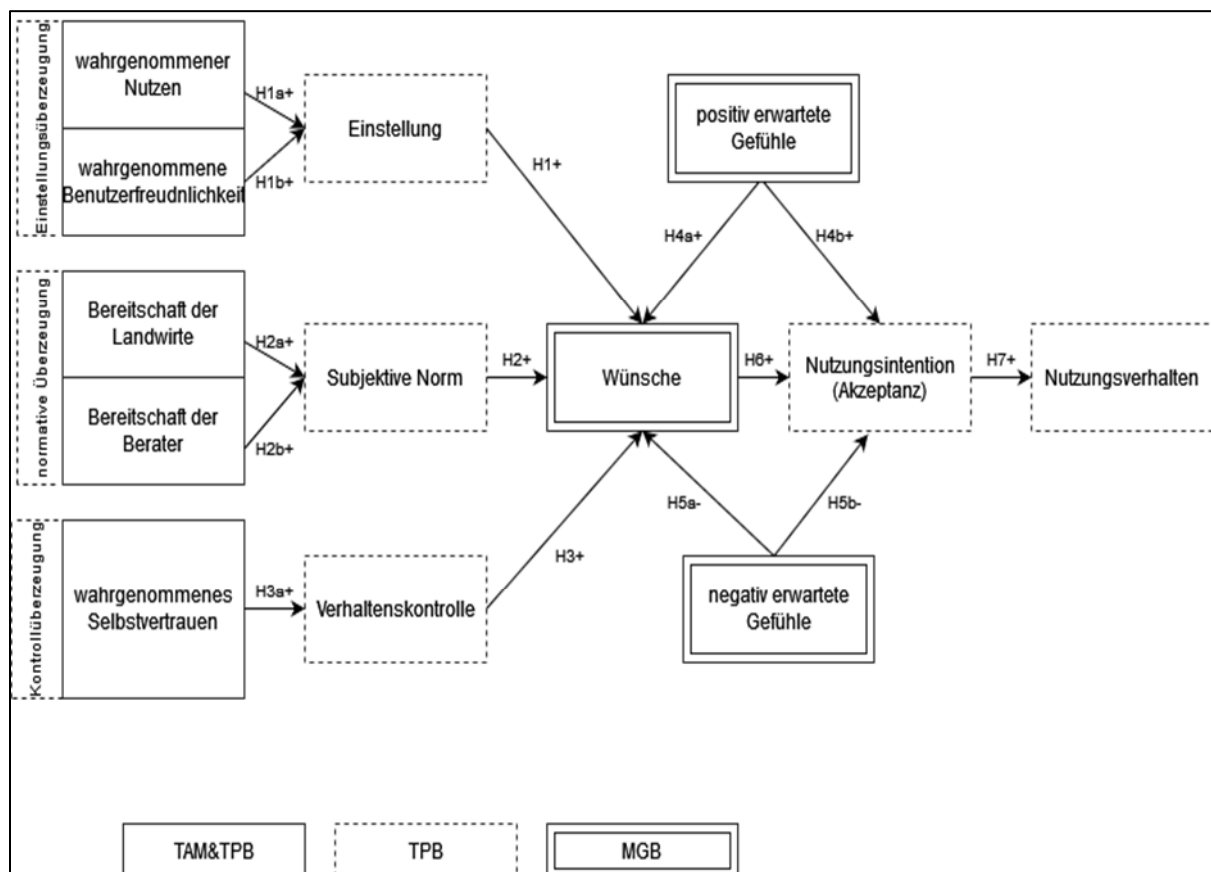 Einstellungsüberzeugung
wahrgenommener
Nutzen
wahrgenommene
Benutzerfreudnlichkeit
H1a+
H1b+
Einstellung
H1+
positiv erwartete
Gefühle
H4a+
H4b+
normative Überzeugung
Bereitschaft der
Landwirte
Bereitschaft der
Berater
H2a+
H2b+
Subjektive Norm
H2+
Wünsche
H6+
Nutzungsintention
(Akzeptanz)
H7+
Nutzungsverhalten
Kontrollüberzeugung
wahrgenommenes
Selbstvertrauen
H3a+
Verhaltenskontrolle
H3+
H5a-
H5b-
negativ erwartete
Gefühle
TAM&TPB
TPB
MGB